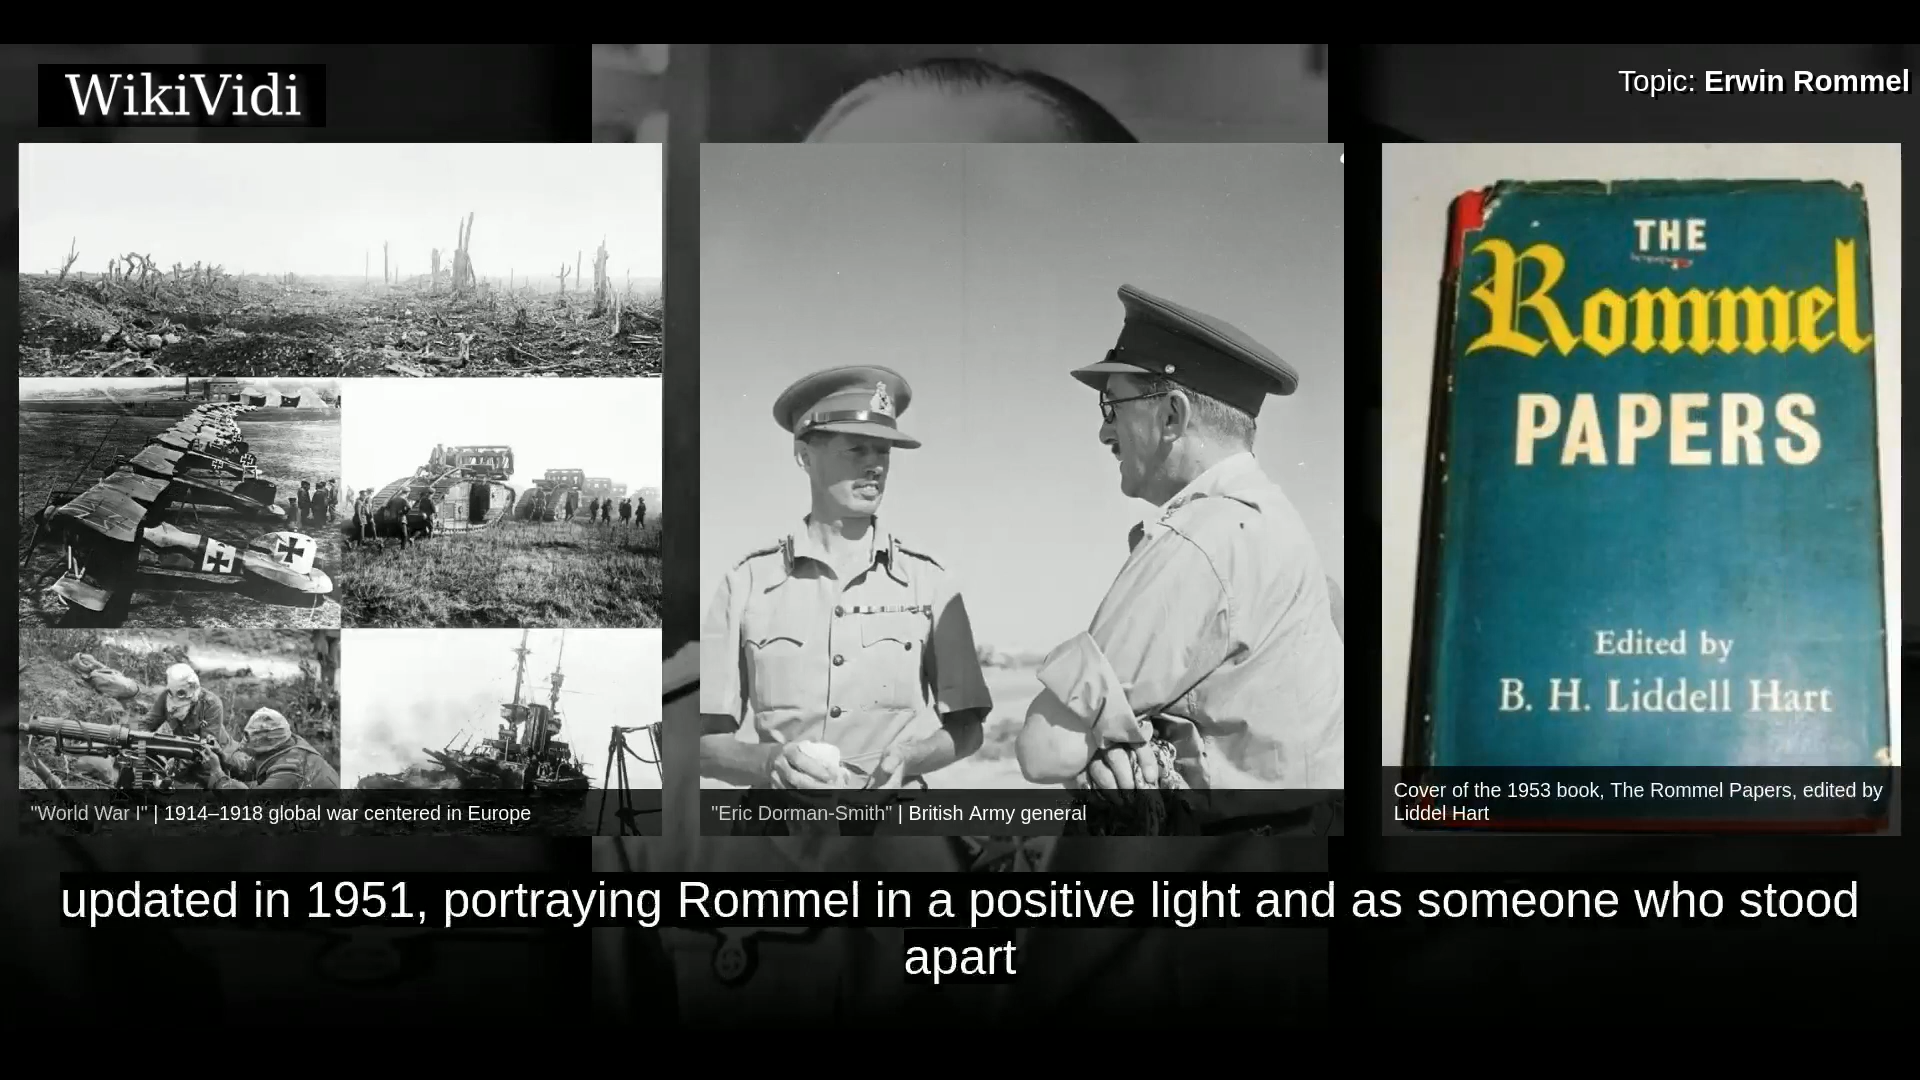 WikiVidi
Topic: Erwin Rommel
THE
Rommel
PAPERS
Edited by
B. H. Liddell Hart
"World War I" | 1914–1918 global war centered in Europe
"Eric Dorman-Smith" | British Army general
Cover of the 1953 book, The Rommel Papers, edited by
Liddel Hart
updated in 1951, portraying Rommel in a positive light and as someone who stood
apart